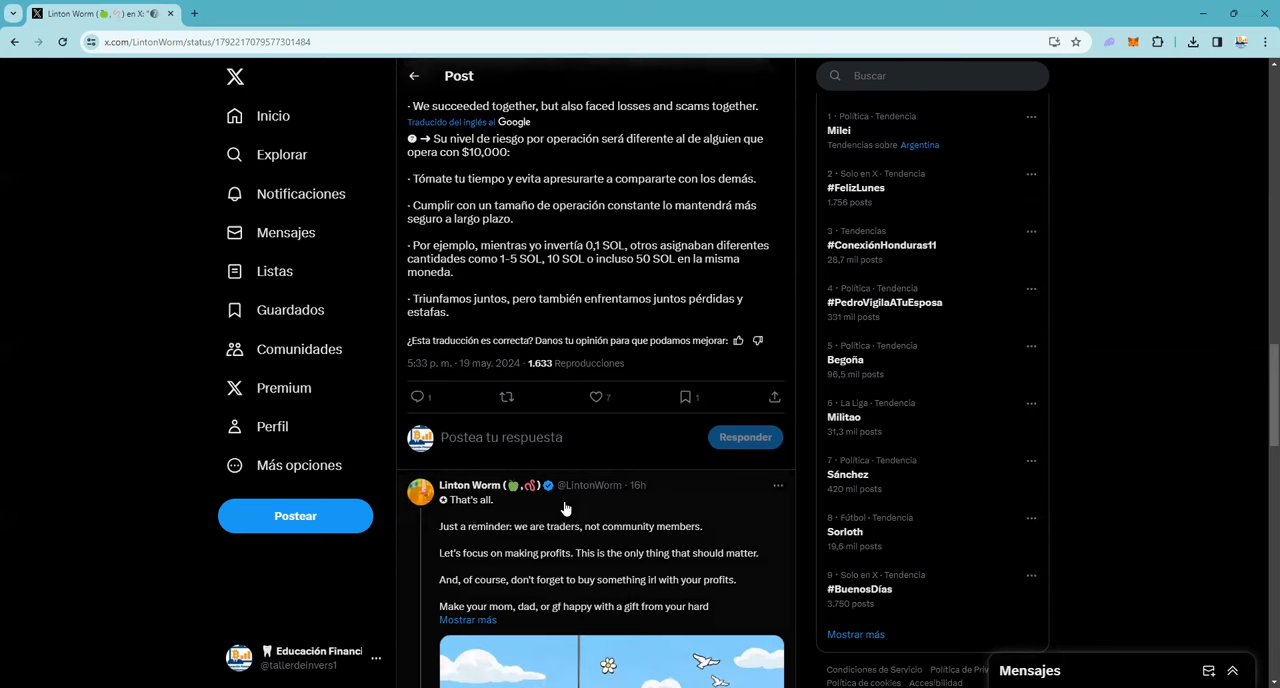 Linton Worm (🍏,🪱) en X: "❓
x.com/LintonWorm/status/1792217079577301484
Inicio
Explorar
Notificaciones
Mensajes
Listas
Guardados
Comunidades
Premium
Perfil
Más opciones
Postear
Educación Financi
@tallerdeinvers1
Post
· We succeeded together, but also faced losses and scams together.
Traducido del inglés al Google
❓ ➔ Su nivel de riesgo por operación será diferente al de alguien que
opera con $10,000:
· Tómate tu tiempo y evita apresurarte a compararte con los demás.
· Cumplir con un tamaño de operación constante lo mantendrá más
seguro a largo plazo.
· Por ejemplo, mientras yo invertía 0,1 SOL, otros asignaban diferentes
cantidades como 1-5 SOL, 10 SOL o incluso 50 SOL en la misma
moneda.
· Triunfamos juntos, pero también enfrentamos juntos pérdidas y
estafas.
¿Esta traducción es correcta? Danos tu opinión para que podamos mejorar:
5:33 p. m. · 19 may. 2024 · 1.633 Reproducciones
1 7 1
Postea tu respuesta
Responder
Linton Worm (🍏,🪱) @LintonWorm · 16h
✪ That's all.
Just a reminder: we are traders, not community members.
Let's focus on making profits. This is the only thing that should matter.
And, of course, don't forget to buy something irl with your profits.
Make your mom, dad, or gf happy with a gift from your hard
Mostrar más
Buscar
1 · Política · Tendencia
Milei
Tendencias sobre Argentina
2 · Solo en X · Tendencia
#FelizLunes
1.756 posts
3 · Tendencias
#ConexiónHonduras11
28,7 mil posts
4 · Política · Tendencia
#PedroVigilaATuEsposa
331 mil posts
5 · Política · Tendencia
Begoña
96,5 mil posts
6 · La Liga · Tendencia
Militao
31,3 mil posts
7 · Política · Tendencia
Sánchez
420 mil posts
8 · Fútbol · Tendencia
Sorloth
19,6 mil posts
9 · Solo en X · Tendencia
#BuenosDías
3.750 posts
Mostrar más
Condiciones de Servicio Política de Priv
Política de cookies Accesibilidad
Mensajes